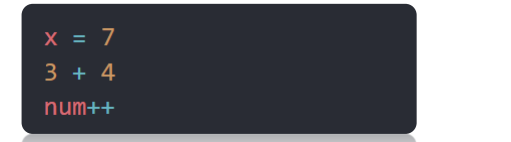 x = 7
3 + 4
num++